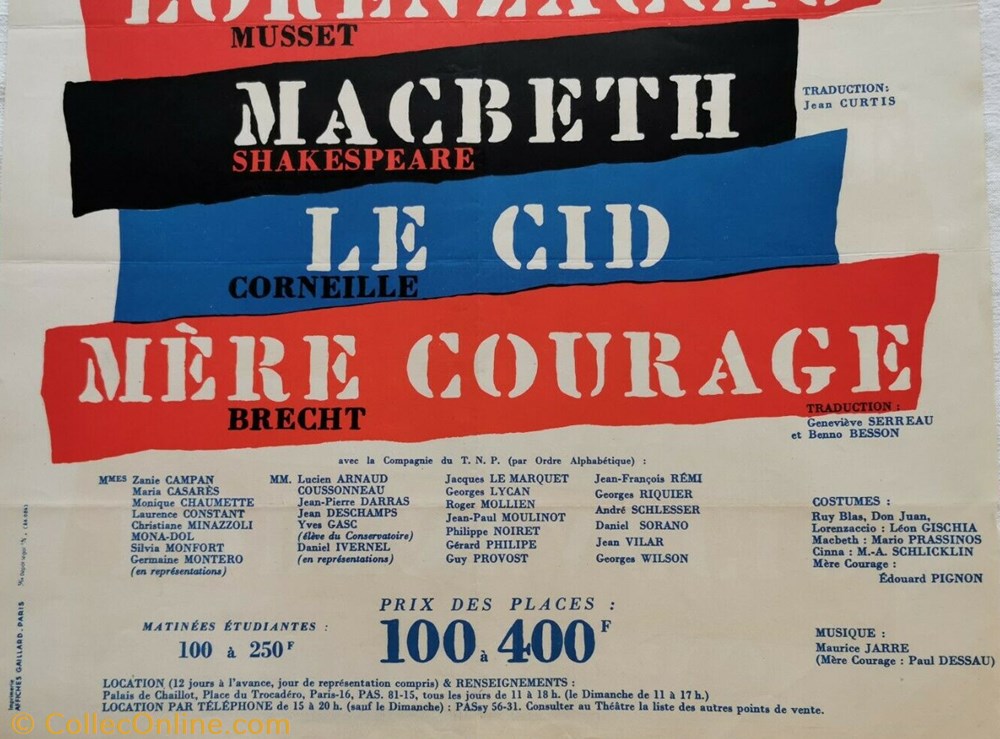 LORENZACCIO
MUSSET
MACBETH
TRADUCTION:
Jean CURTIS
SHAKESPEARE
LE CID
CORNEILLE
MÈRE COURAGE
BRECHT
TRADUCTION :
Geneviève SERREAU
et Benno BESSON
avec la Compagnie du T. N. P. (par Ordre Alphabétique) :
MMES Zanie CAMPAN
Maria CASARÈS
Monique CHAUMETTE
Laurence CONSTANT
Christiane MINAZZOLI
MONA-DOL
Silvia MONFORT
Germaine MONTERO
(en représentations)
MM. Lucien ARNAUD
COUSSONNEAU
Jean-Pierre DARRAS
Jean DESCHAMPS
Yves GASC
(élève du Conservatoire)
Daniel IVERNEL
(en représentations)
Jacques LE MARQUET
Georges LYCAN
Roger MOLLIEN
Jean-Paul MOULINOT
Philippe NOIRET
Gérard PHILIPE
Guy PROVOST
Jean-François RÉMI
Georges RIQUIER
André SCHLESSER
Daniel SORANO
Jean VILAR
Georges WILSON
COSTUMES :
Ruy Blas, Don Juan,
Lorenzaccio : Léon GISCHIA
Macbeth : Mario PRASSINOS
Cinna : M.-A. SCHLICKLIN
Mère Courage :
Édouard PIGNON
MATINÉES ÉTUDIANTES :
100 à 250 F
PRIX DES PLACES :
100 à 400 F
MUSIQUE :
Maurice JARRE
(Mère Courage : Paul DESSAU)
LOCATION (12 jours à l'avance, jour de représentation compris) & RENSEIGNEMENTS :
Palais de Chaillot, Place du Trocadéro, Paris-16, PAS. 81-15, tous les jours de 11 à 18 h. (le Dimanche de 11 à 17 h.)
LOCATION PAR TÉLÉPHONE de 15 à 20 h. (sauf le Dimanche) : PASsy 56-31. Consulter au Théâtre la liste des autres points de vente.
Imprimerie
AFFICHES GAILLARD. PARIS
© CollecOnline.com